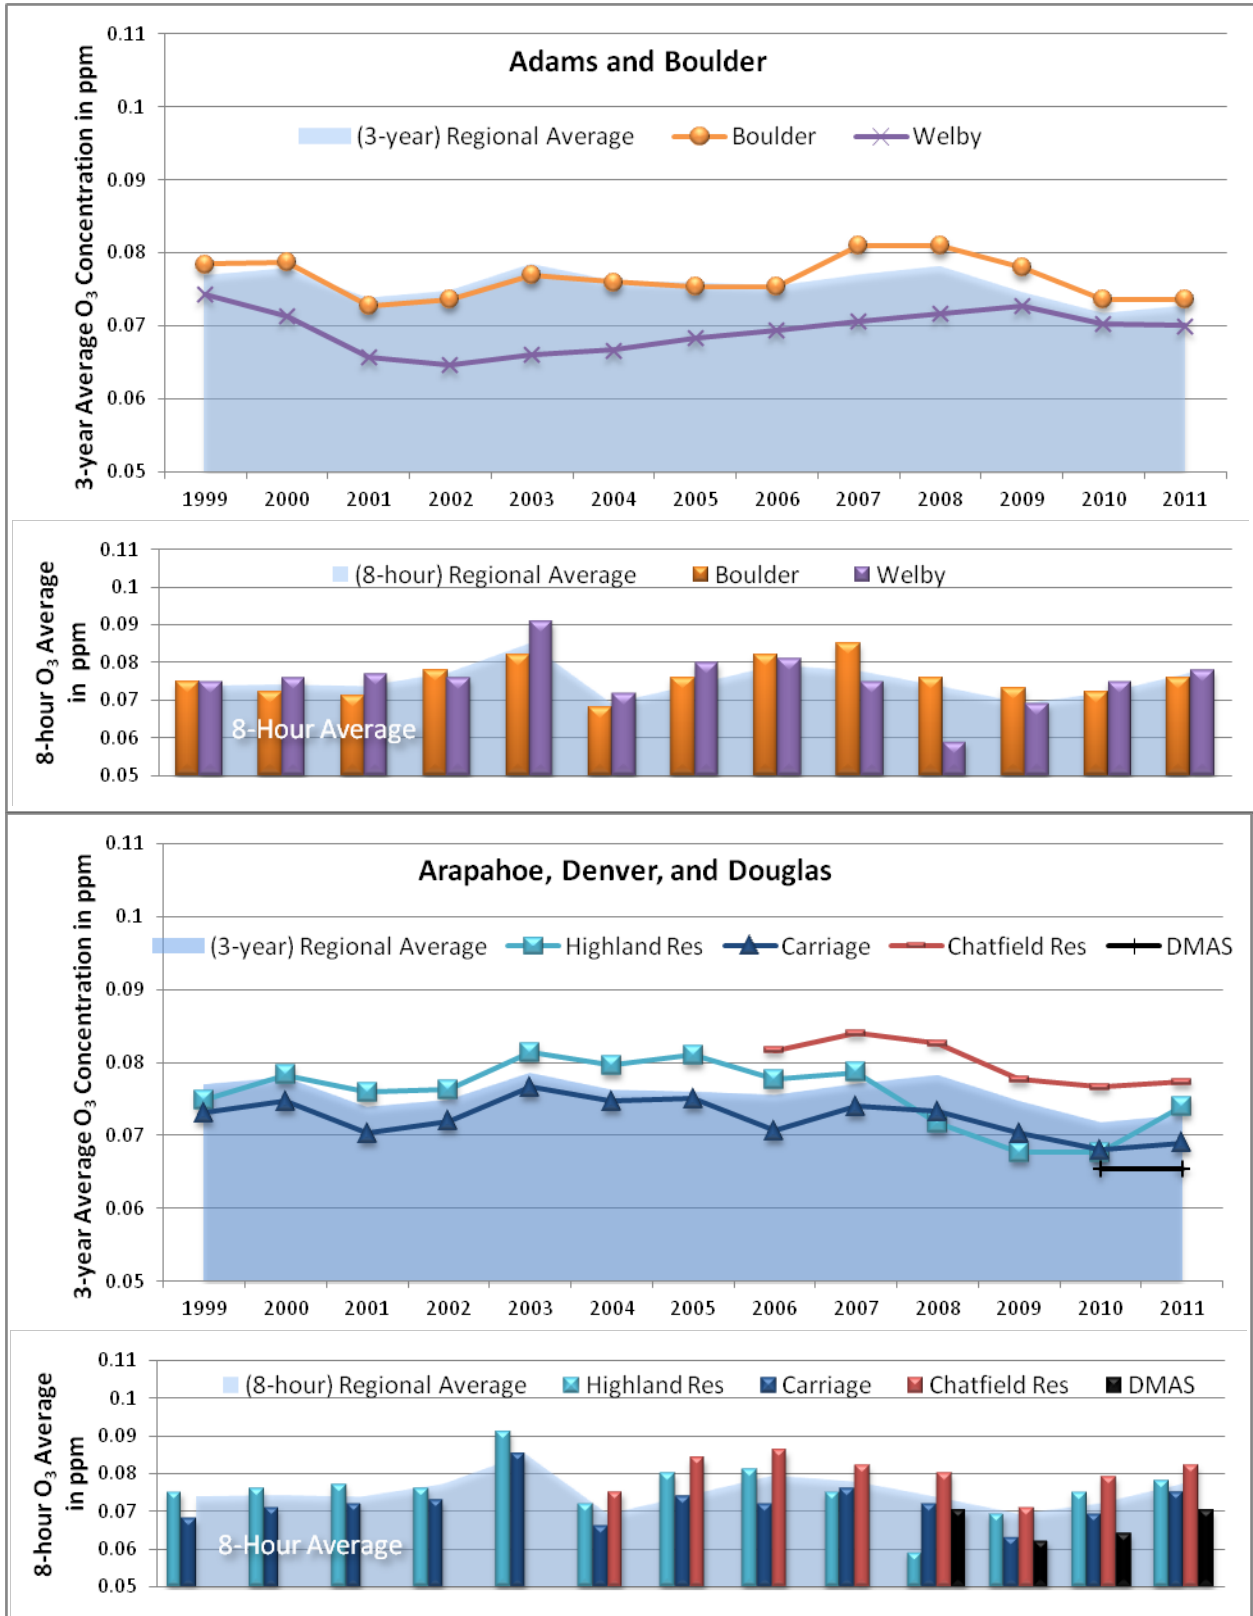 Adams and Boulder
3-year Average O₃ Concentration in ppm
0.11
0.1
0.09
0.08
0.07
0.06
0.05
(3-year) Regional Average Boulder Welby
1999 2000 2001 2002 2003 2004 2005 2006 2007 2008 2009 2010 2011
8-hour O₃ Average
in ppm
0.11
0.1
0.09
0.08
0.07
0.06
0.05
(8-hour) Regional Average Boulder Welby
8-Hour Average
Arapahoe, Denver, and Douglas
3-year Average O₃ Concentration in ppm
0.11
0.1
0.09
0.08
0.07
0.06
0.05
(3-year) Regional Average Highland Res Carriage Chatfield Res DMAS
1999 2000 2001 2002 2003 2004 2005 2006 2007 2008 2009 2010 2011
8-hour O₃ Average
in ppm
0.11
0.1
0.09
0.08
0.07
0.06
0.05
(8-hour) Regional Average Highland Res Carriage Chatfield Res DMAS
8-Hour Average